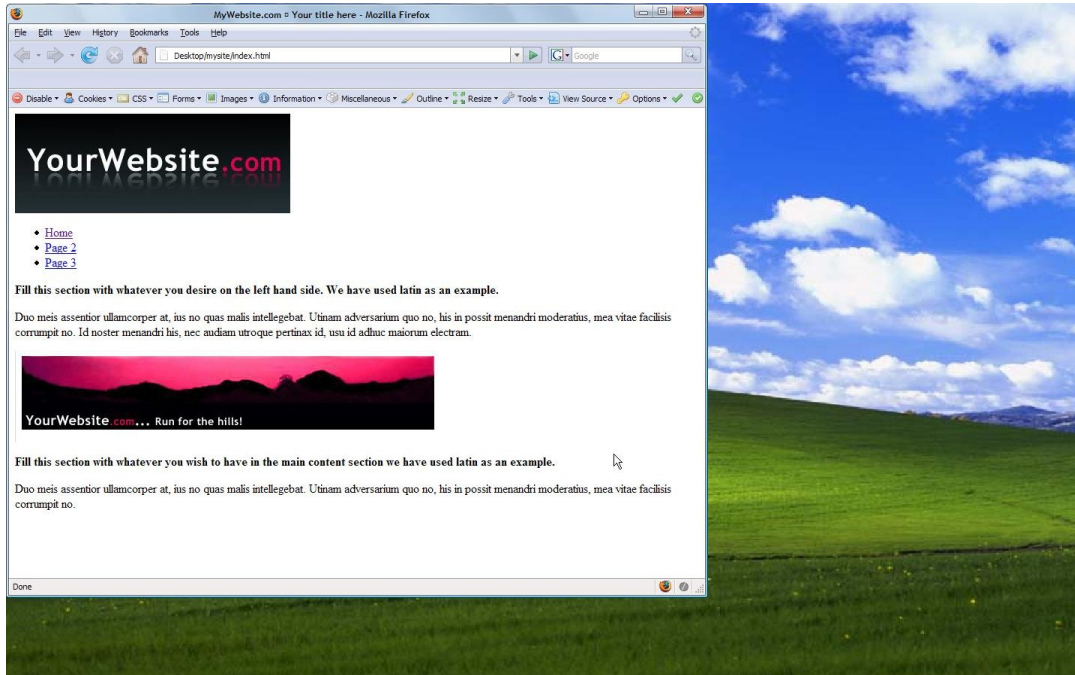 MyWebsite.com ¤ Your title here - Mozilla Firefox
File Edit View History Bookmarks Tools Help
Desktop/mysite/index.html
G Google
Disable Cookies CSS Forms Images Information Miscellaneous Outline Resize Tools View Source Options
YourWebsite.com
Home
Page 2
Page 3
Fill this section with whatever you desire on the left hand side. We have used latin as an example.
Duo meis assentior ullamcorper at, ius no quas malis intellegebat. Utinam adversarium quo no, his in possit menandri moderatius, mea vitae facilisis
corrumpit no. Id noster menandri his, nec audiam utroque pertinax id, usu id adhuc maiorum electram.
YourWebsite.com... Run for the hills!
Fill this section with whatever you wish to have in the main content section we have used latin as an example.
Duo meis assentior ullamcorper at, ius no quas malis intellegebat. Utinam adversarium quo no, his in possit menandri moderatius, mea vitae facilisis
corrumpit no.
Done